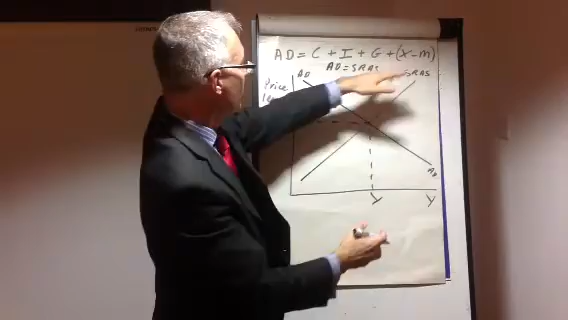 AD = C + I + G + (X - M)
AD = SRAS
AD
SRAS
Price
AD
Y
Y